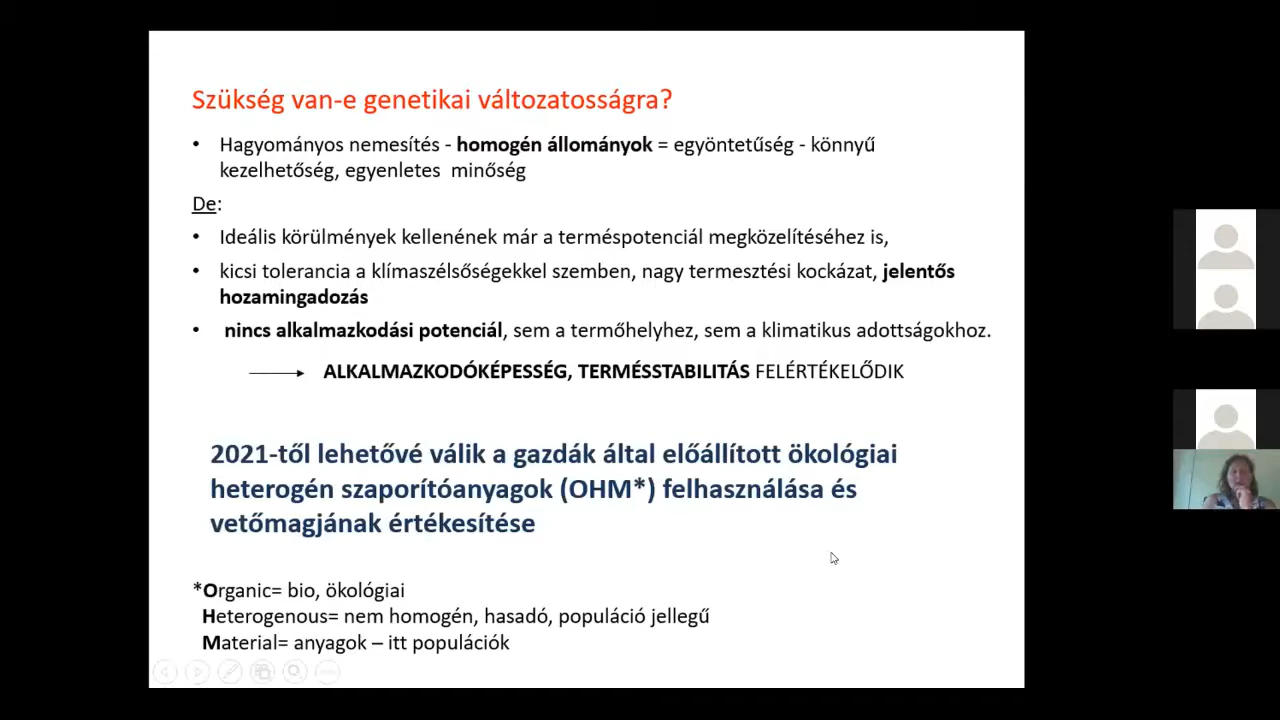 Szükség van-e genetikai változatosságra?
• Hagyományos nemesítés - homogén állományok = egyöntetűség - könnyű
kezelhetőség, egyenletes minőség
De:
• Ideális körülmények kellenének már a terméspotenciál megközelítéséhez is,
• kicsi tolerancia a klímaszélsőségekkel szemben, nagy termesztési kockázat, jelentős
hozamingadozás
• nincs alkalmazkodási potenciál, sem a termőhelyhez, sem a klimatikus adottságokhoz.
ALKALMAZKODÓKÉPESSÉG, TERMÉSSTABILITÁS FELÉRTÉKELŐDIK
2021-től lehetővé válik a gazdák által előállított ökológiai
heterogén szaporítóanyagok (OHM*) felhasználása és
vetőmagjának értékesítése
*Organic= bio, ökológiai
Heterogenous= nem homogén, hasadó, populáció jellegű
Material= anyagok – itt populációk